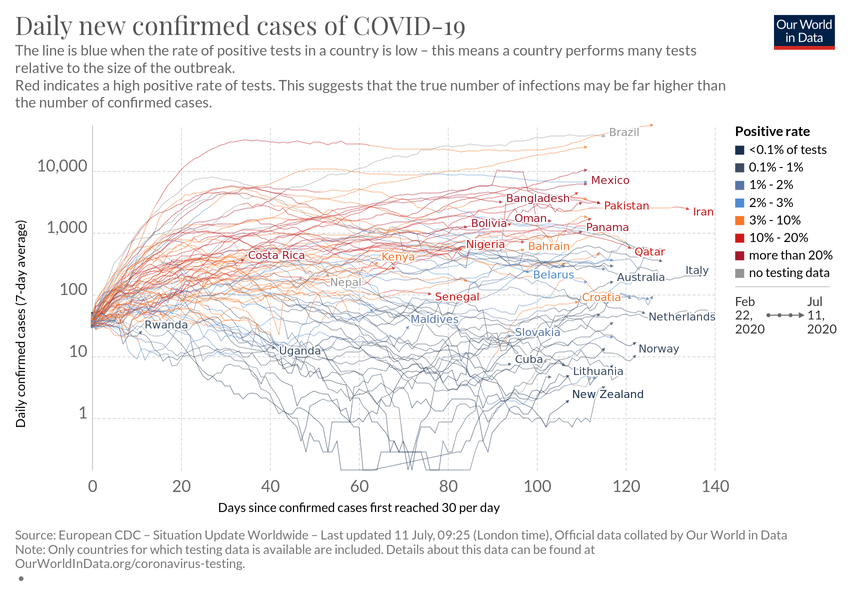 Daily new confirmed cases of COVID-19
Our World
in Data
The line is blue when the rate of positive tests in a country is low – this means a country performs many tests
relative to the size of the outbreak.
Red indicates a high positive rate of tests. This suggests that the true number of infections may be far higher than
the number of confirmed cases.
Daily confirmed cases (7-day average)
10,000
1,000
100
10
1
Brazil
Mexico
Bangladesh
Pakistan
Iran
Oman
Bolivia
Panama
Nigeria
Bahrain
Qatar
Costa Rica
Kenya
Italy
Belarus
Australia
Nepal
Senegal
Croatia
Rwanda
Maldives
Netherlands
Slovakia
Uganda
Norway
Cuba
Lithuania
New Zealand
0
20
40
60
80
100
120
140
Days since confirmed cases first reached 30 per day
Positive rate
<0.1% of tests
0.1% - 1%
1% - 2%
2% - 3%
3% - 10%
10% - 20%
more than 20%
no testing data
Feb
22,
2020
Jul
11,
2020
Source: European CDC – Situation Update Worldwide – Last updated 11 July, 09:25 (London time), Official data collated by Our World in Data
Note: Only countries for which testing data is available are included. Details about this data can be found at
OurWorldInData.org/coronavirus-testing.